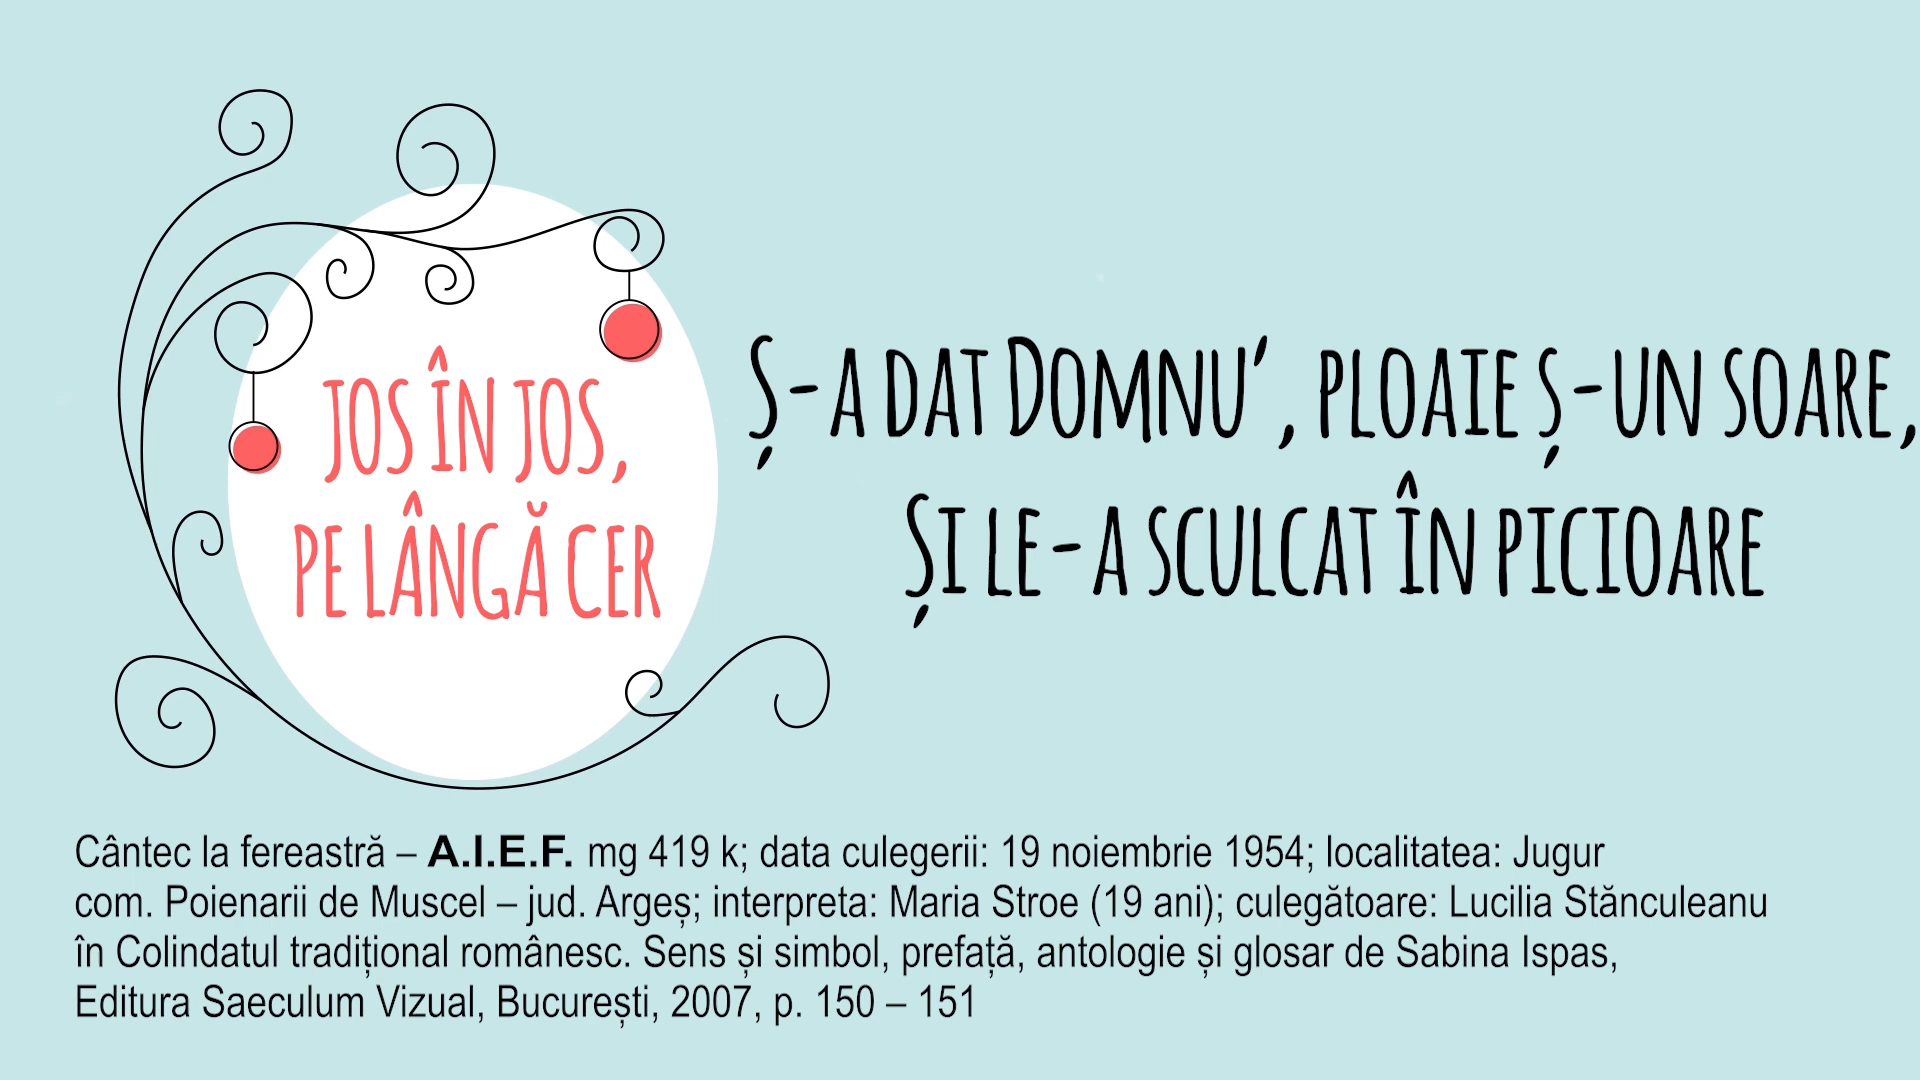 JOS ÎN JOS,
PE LÂNGĂ CER
Ș-A DAT DOMNU’, PLOAIE Ș-UN SOARE,
ȘI LE-A SCULCAT ÎN PICIOARE
Cântec la fereastră – A.I.E.F. mg 419 k; data culegerii: 19 noiembrie 1954; localitatea: Jugur
com. Poienarii de Muscel – jud. Argeș; interpreta: Maria Stroe (19 ani); culegătoare: Lucilia Stănculeanu
în Colindatul tradițional românesc. Sens și simbol, prefață, antologie și glosar de Sabina Ispas,
Editura Saeculum Vizual, București, 2007, p. 150 – 151